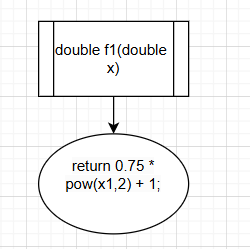 double f1(double
x)
return 0.75 *
pow(x1,2) + 1;